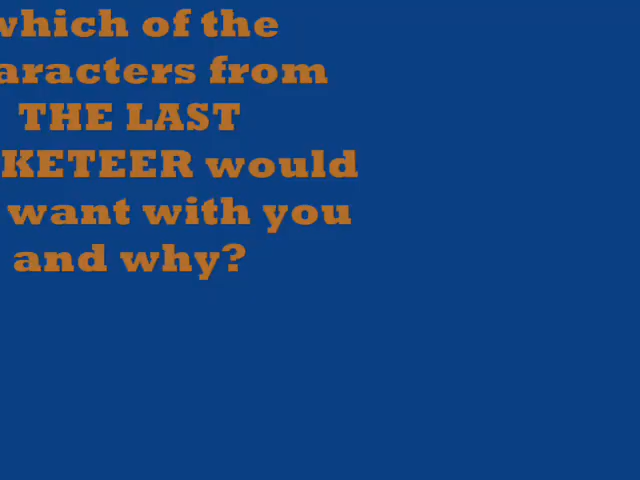 which of the
aracters from
THE LAST
KETEER would
want with you
and why?